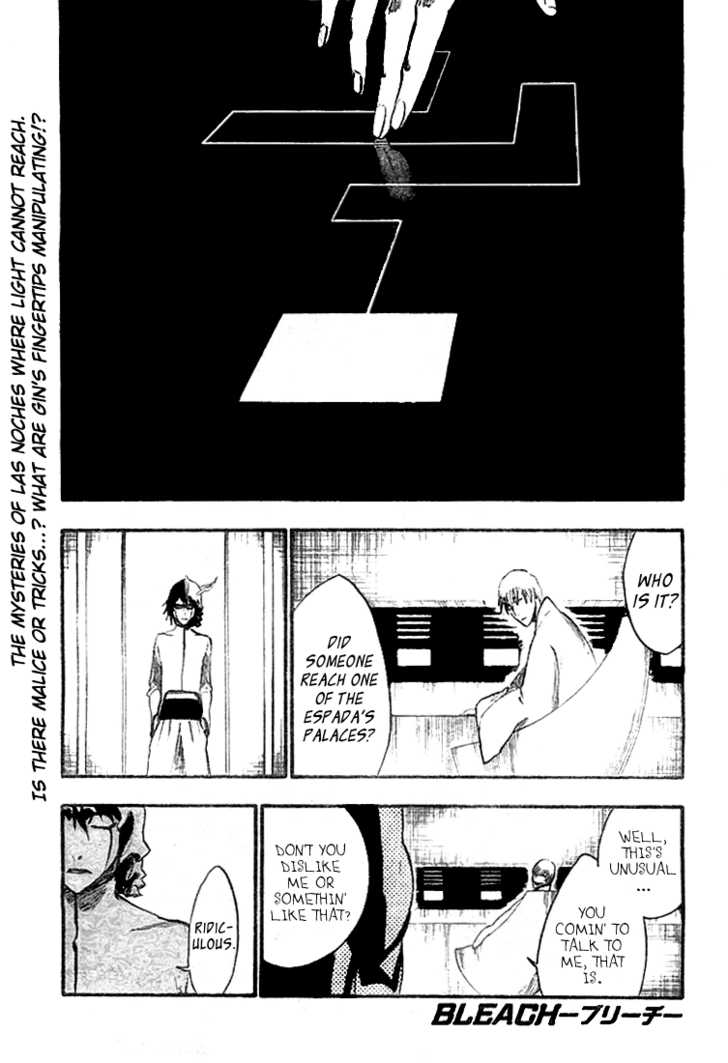 THE MYSTERIES OF LAS NOCHES WHERE LIGHT CANNOT REACH.
IS THERE MALICE OR TRICKS...? WHAT ARE GIN'S FINGERTIPS MANIPULATING!?
WHO
IS IT?
DID
SOMEONE
REACH ONE
OF THE
ESPADA'S
PALACES?
WELL,
THIS'S
UNUSUAL
...
YOU
COMIN' TO
TALK TO
ME, THAT
IS.
DON'T YOU
DISLIKE
ME OR
SOMETHIN'
LIKE THAT?
RIDIC-
ULOUS.
BLEACH―ブリーチ―